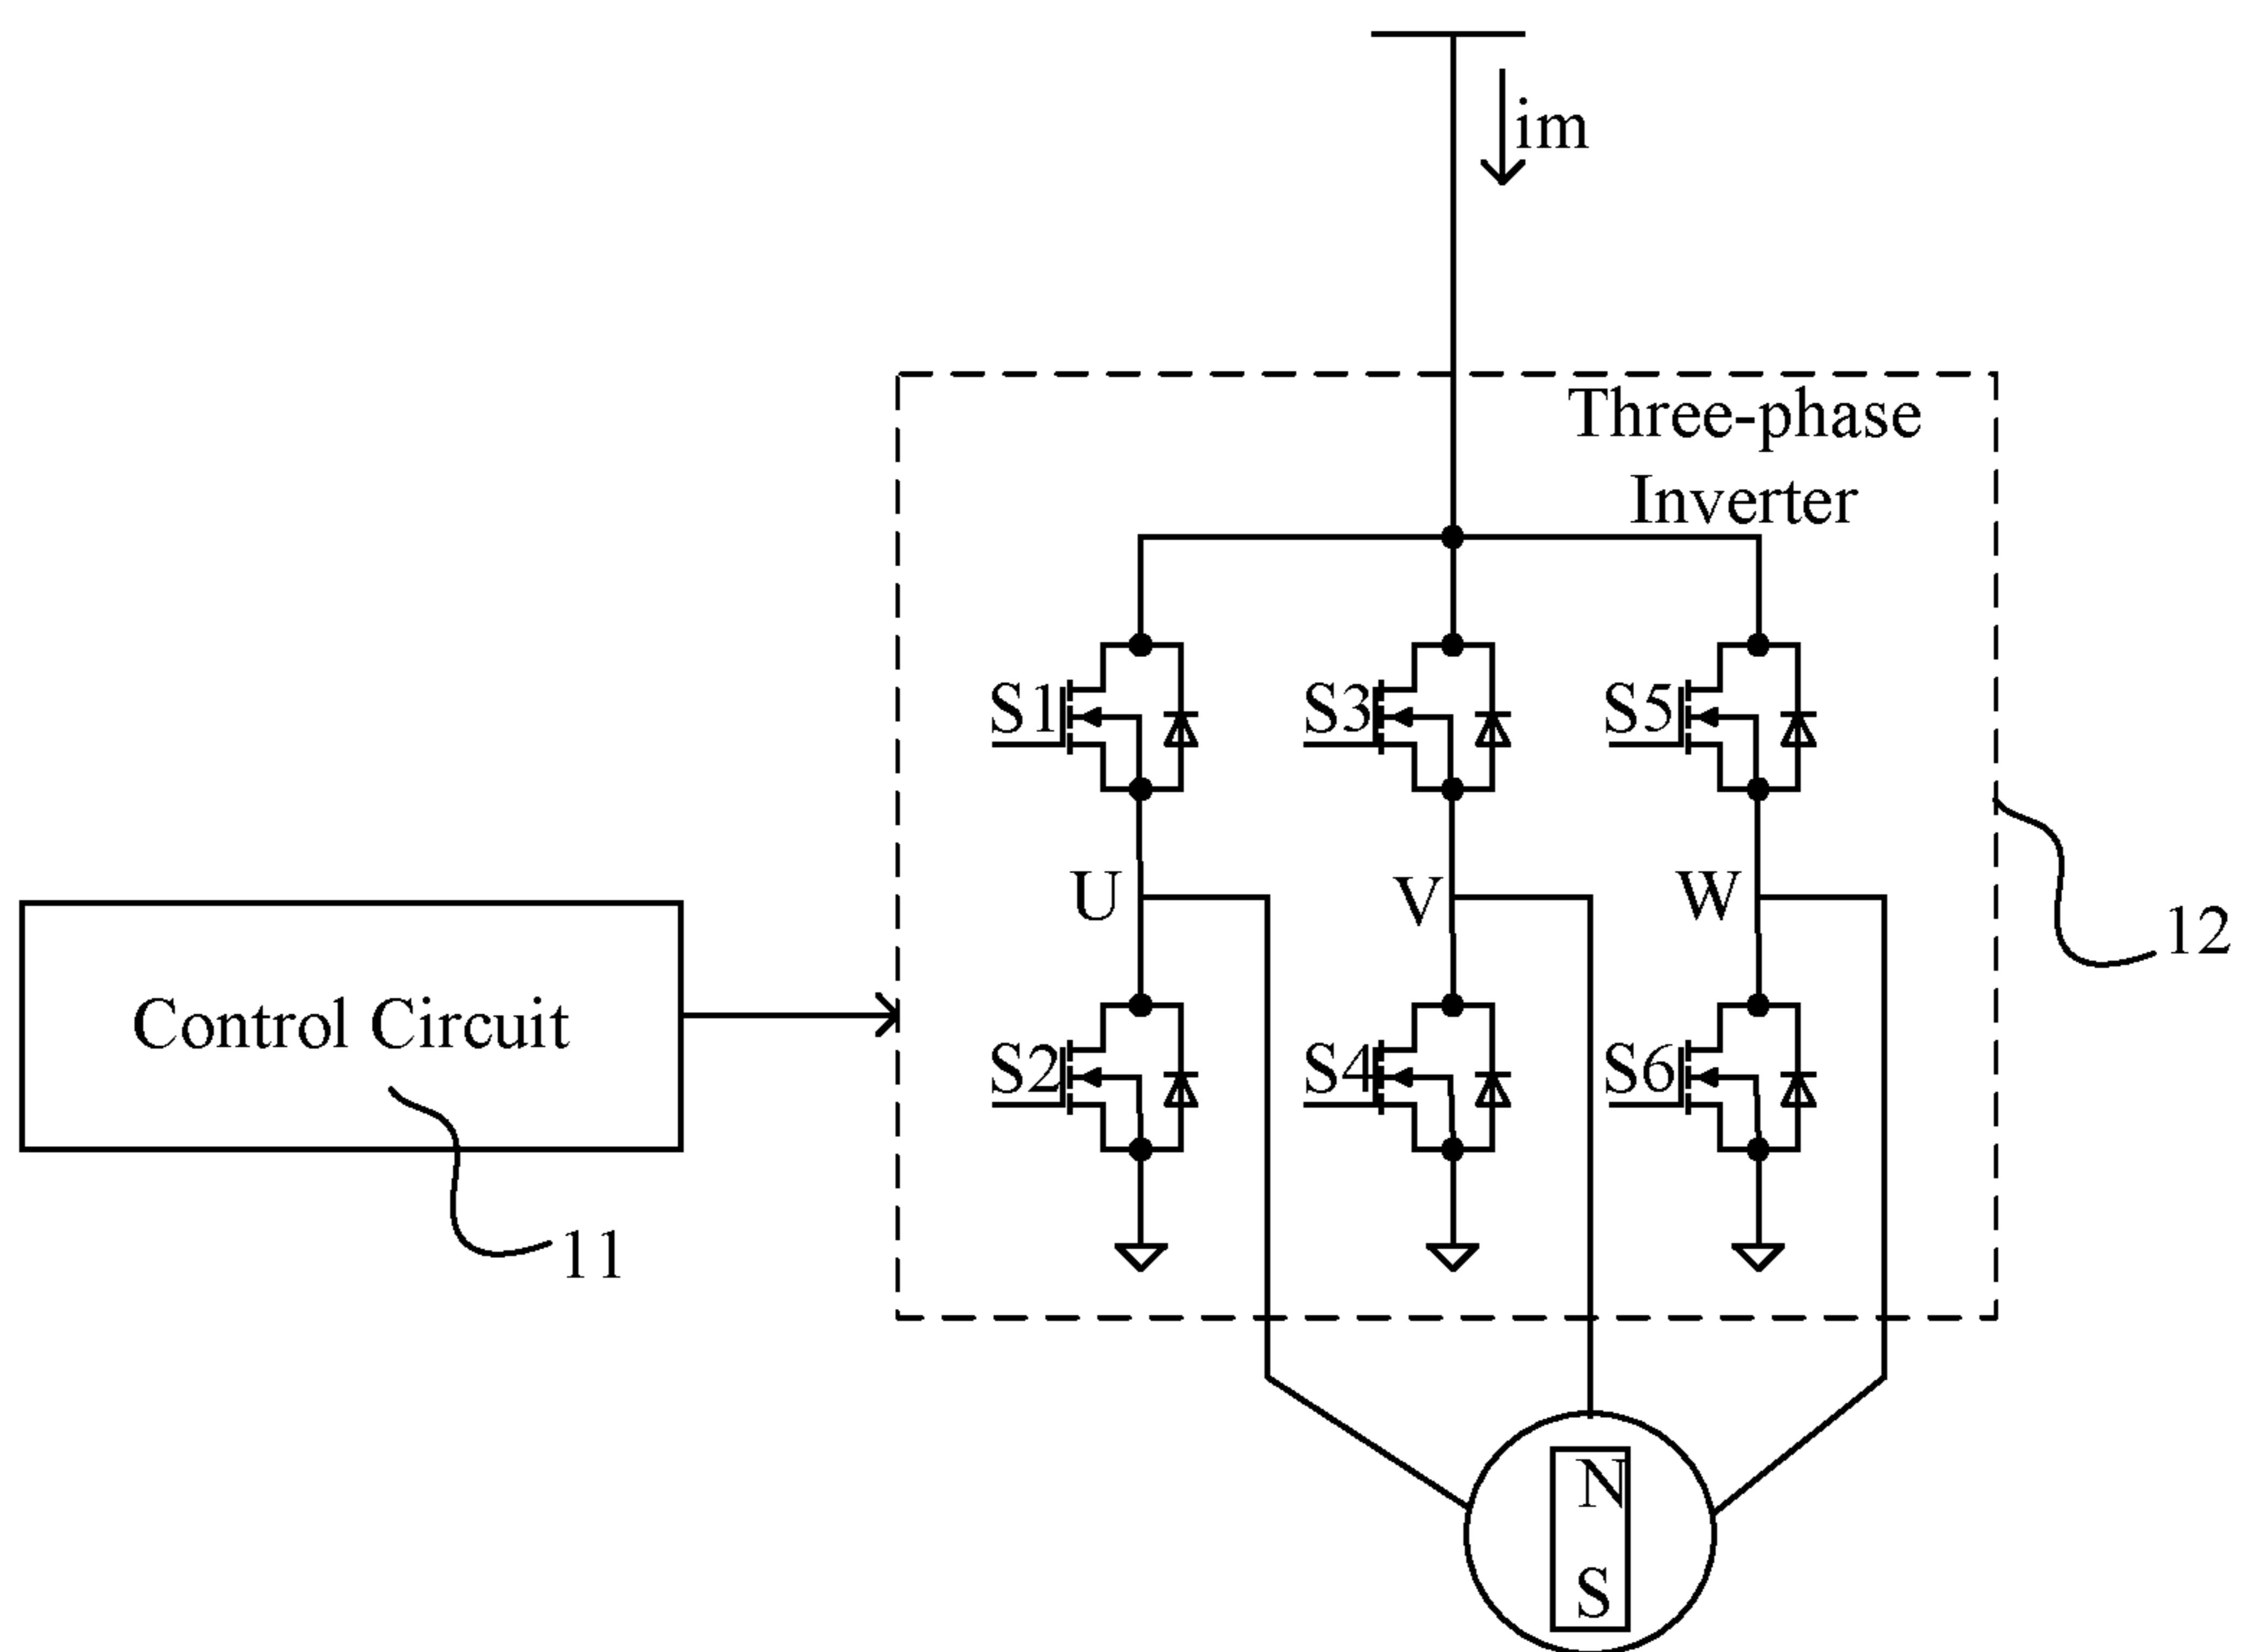 im
Three-phase
Inverter
S1
S3
S5
U
V
W
12
Control Circuit
S2
S4
S6
11
N
S